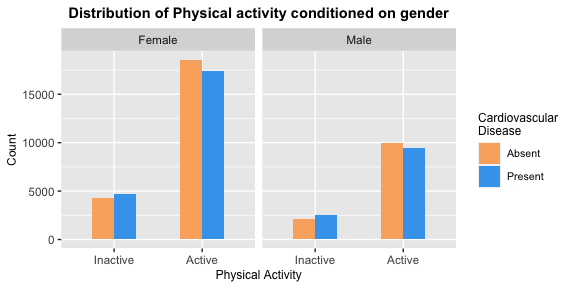 Distribution of Physical activity conditioned on gender
Female
Male
Count
15000
10000
5000
0
Inactive
Active
Inactive
Active
Physical Activity
Cardiovascular
Disease
Absent
Present